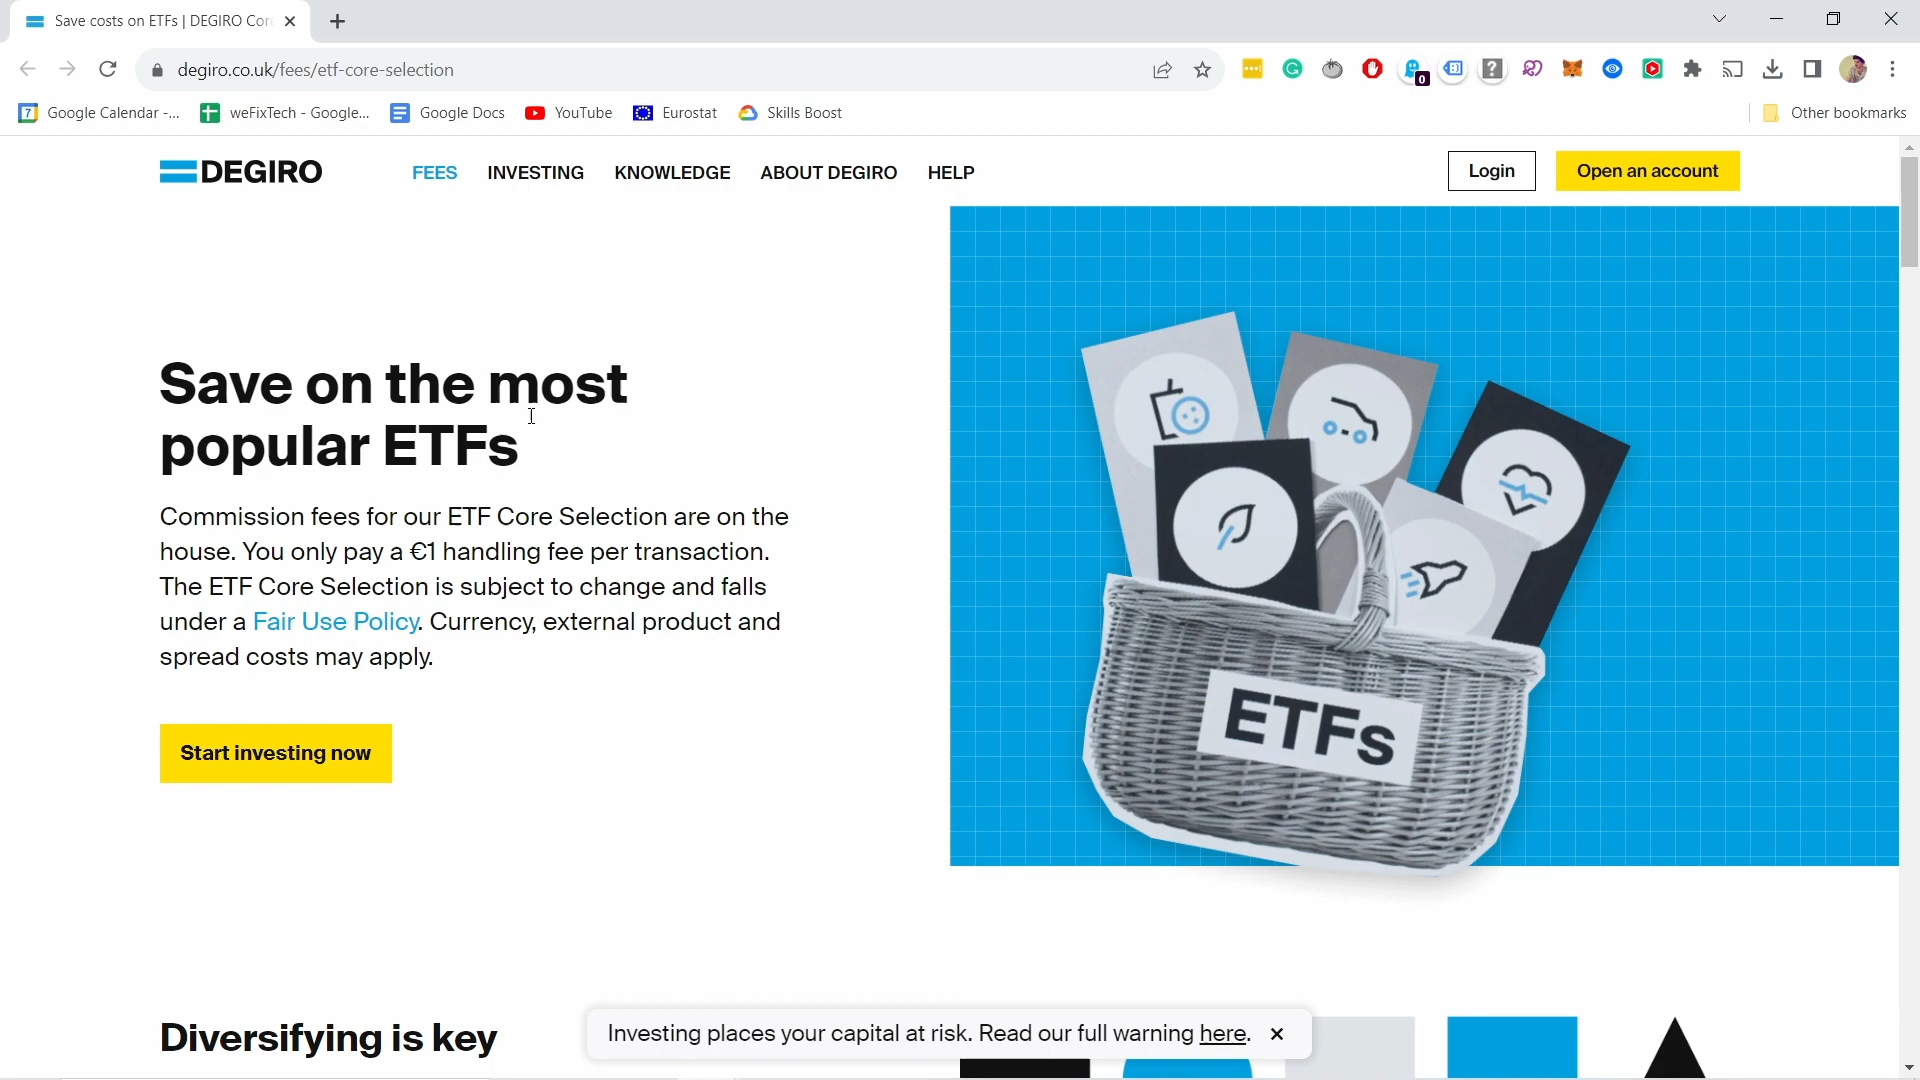 Save costs on ETFs | DEGIRO Cor
degiro.co.uk/fees/etf-core-selection
0
7 Google Calendar -...
weFixTech - Google...
Google Docs
YouTube
Eurostat
Skills Boost
Other bookmarks
DEGIRO
FEES
INVESTING
KNOWLEDGE
ABOUT DEGIRO
HELP
Login
Open an account
Save on the most
popular ETFs
Commission fees for our ETF Core Selection are on the
house. You only pay a €1 handling fee per transaction.
The ETF Core Selection is subject to change and falls
under a Fair Use Policy. Currency, external product and
spread costs may apply.
Start investing now
ETFs
Diversifying is key
Investing places your capital at risk. Read our full warning here.